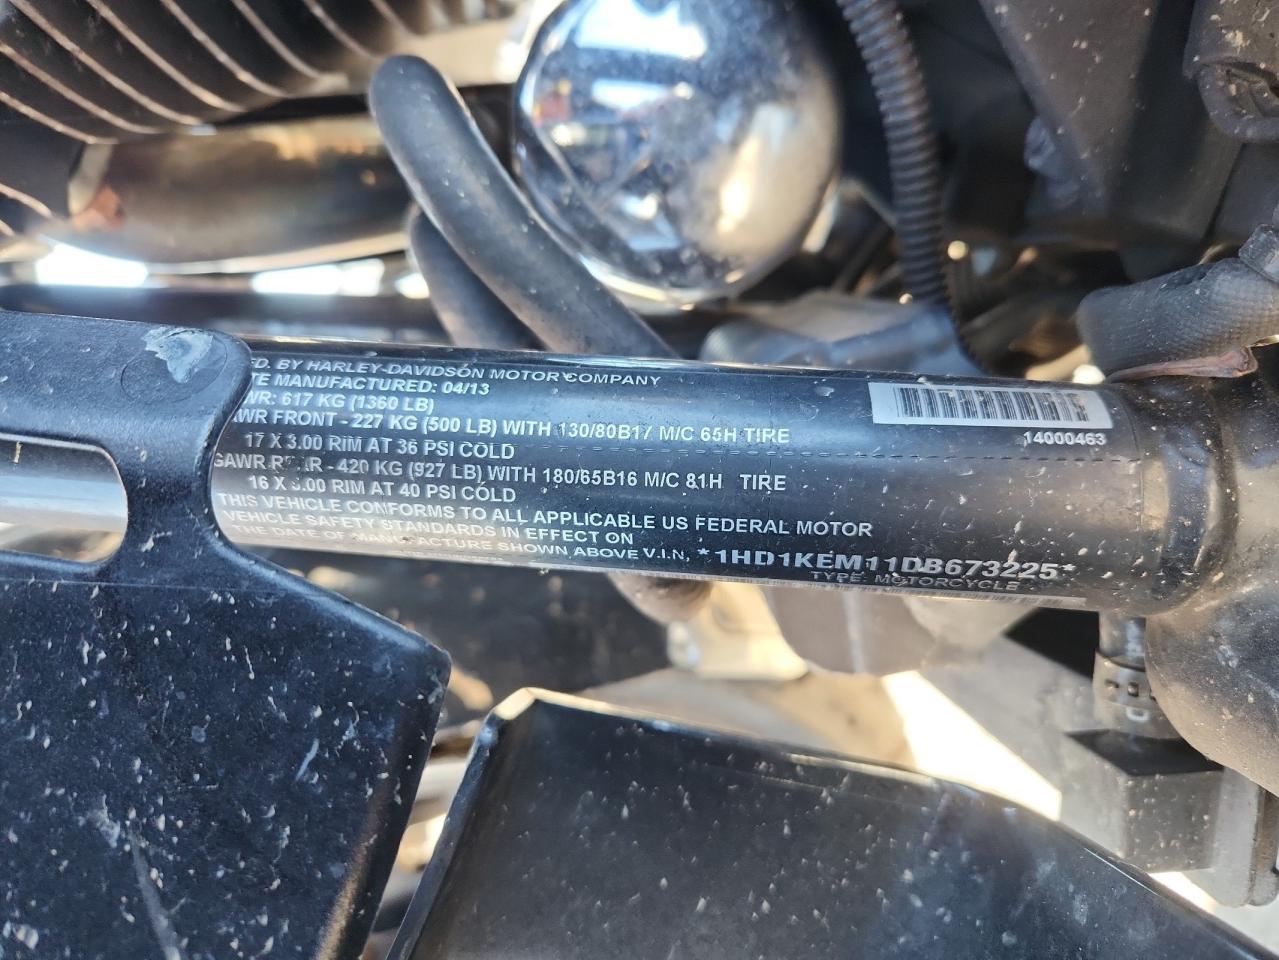 FD. BY HARLEY-DAVIDSON MOTOR COMPANY
TE MANUFACTURED: 04/13
WR: 617 KG (1360 LB)
AWR FRONT - 227 KG (500 LB) WITH 130/80B17 M/C 65H TIRE
17 X 3.00 RIM AT 36 PSI COLD
GAWR R R - 420 KG (927 LB) WITH 180/65B16 M/C 81H TIRE
16 X 5.00 RIM AT 40 PSI COLD
THIS VEHICLE CONFORMS TO ALL APPLICABLE US FEDERAL MOTOR
VEHICLE SAFETY STANDARDS IN EFFECT ON
THE DATE OF MANUFACTURE SHOWN ABOVE V.I.N. *1HD1KEM11DB673225*
TYPE: MOTORCYCLE
14000463